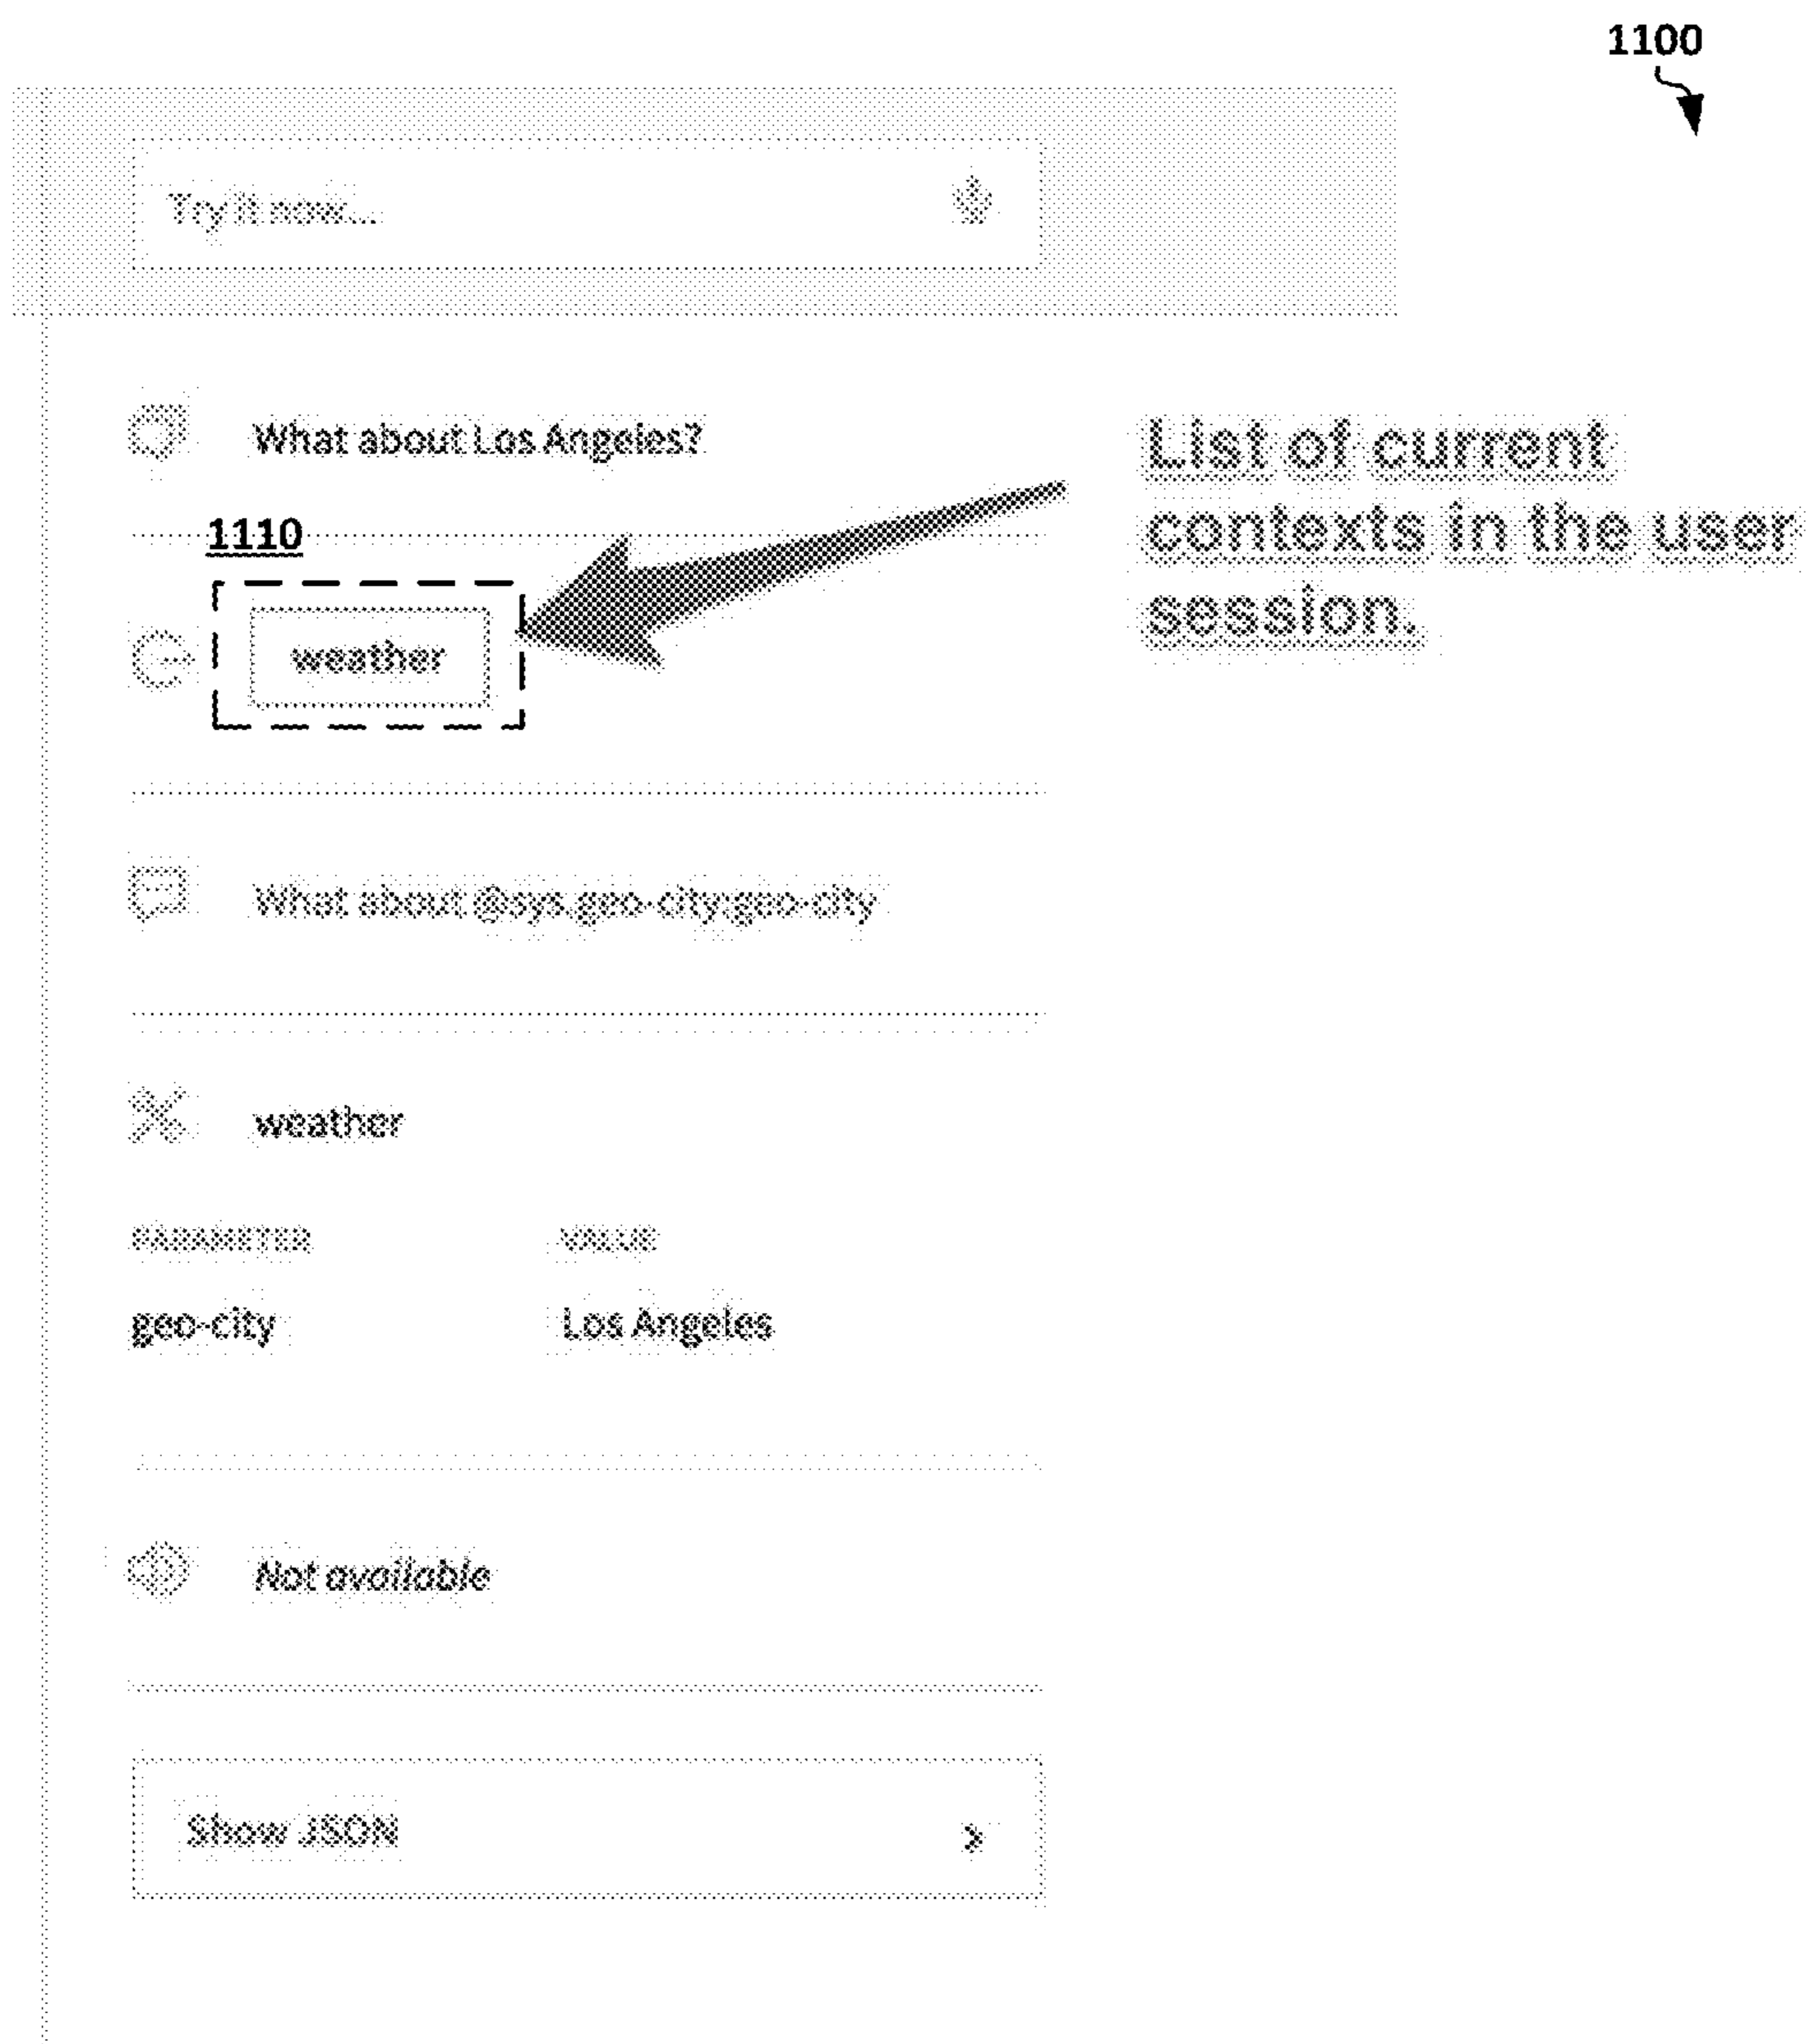 1100
Try it now...
What about Los Angeles?
List of current
contexts in the user
session.
1110
weather
What about @sys.geo-city:geo-city
weather
PARAMETER VALUE
geo-city Los Angeles
Not available
Show JSON